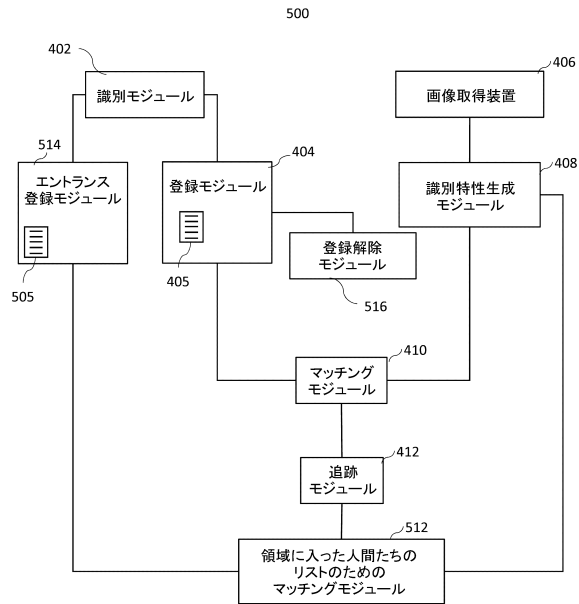 500
402
識別モジュール
406
画像取得装置
514
エントランス
登録モジュール
505
404
登録モジュール
405
408
識別特性生成
モジュール
登録解除
モジュール
516
410
マッチング
モジュール
412
追跡
モジュール
512
領域に入った人間たちの
リストのための
マッチングモジュール